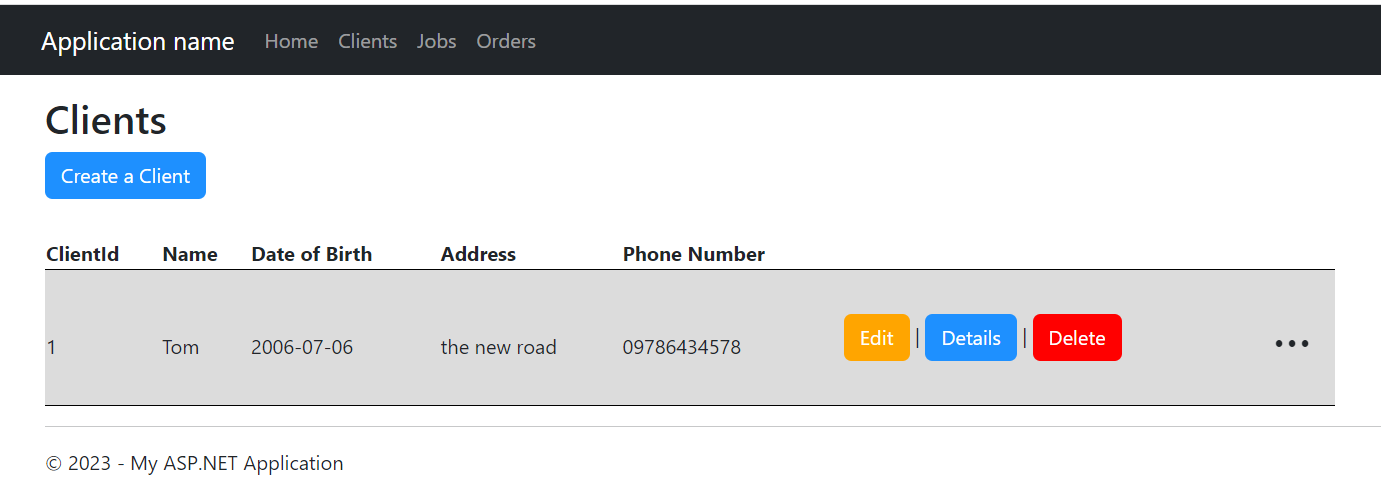 Application name Home Clients Jobs Orders
Clients
Create a Client
ClientId Name Date of Birth Address Phone Number
1 Tom 2006-07-06 the new road 09786434578 Edit | Details | Delete •••
© 2023 - My ASP.NET Application